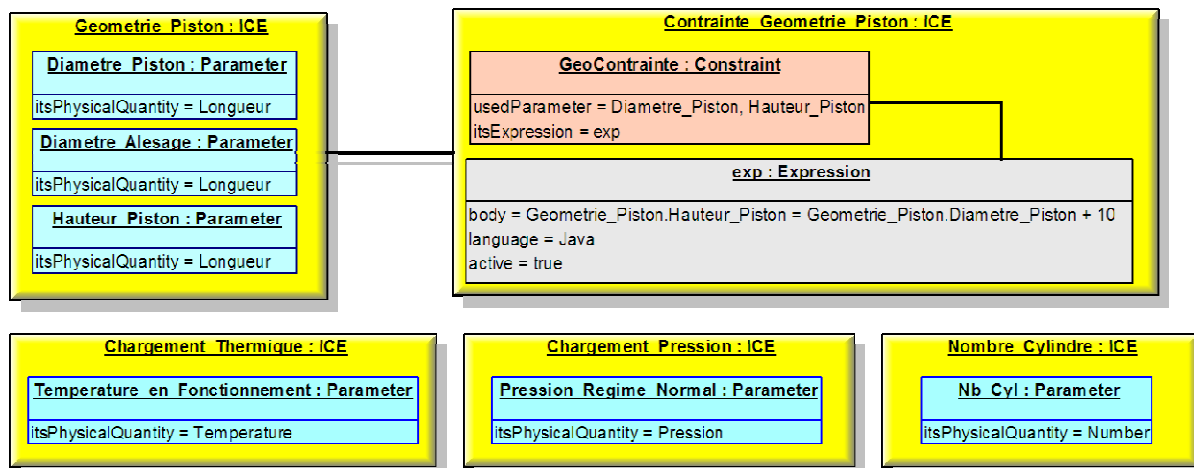 Geometrie_Piston : ICE
Diametre_Piston : Parameter
itsPhysicalQuantity = Longueur
Diametre_Alesage : Parameter
itsPhysicalQuantity = Longueur
Hauteur_Piston : Parameter
itsPhysicalQuantity = Longueur
Contrainte_Geometrie_Piston : ICE
GeoContrainte : Constraint
usedParameter = Diametre_Piston, Hauteur_Piston
itsExpression = exp
exp : Expression
body = Geometrie_Piston.Hauteur_Piston = Geometrie_Piston.Diametre_Piston + 10
language = Java
active = true
Chargement_Thermique : ICE
Temperature_en_Fonctionnement : Parameter
itsPhysicalQuantity = Temperature
Chargement_Pression : ICE
Pression_Regime_Normal : Parameter
itsPhysicalQuantity = Pression
Nombre_Cylindre : ICE
Nb_Cyl : Parameter
itsPhysicalQuantity = Number